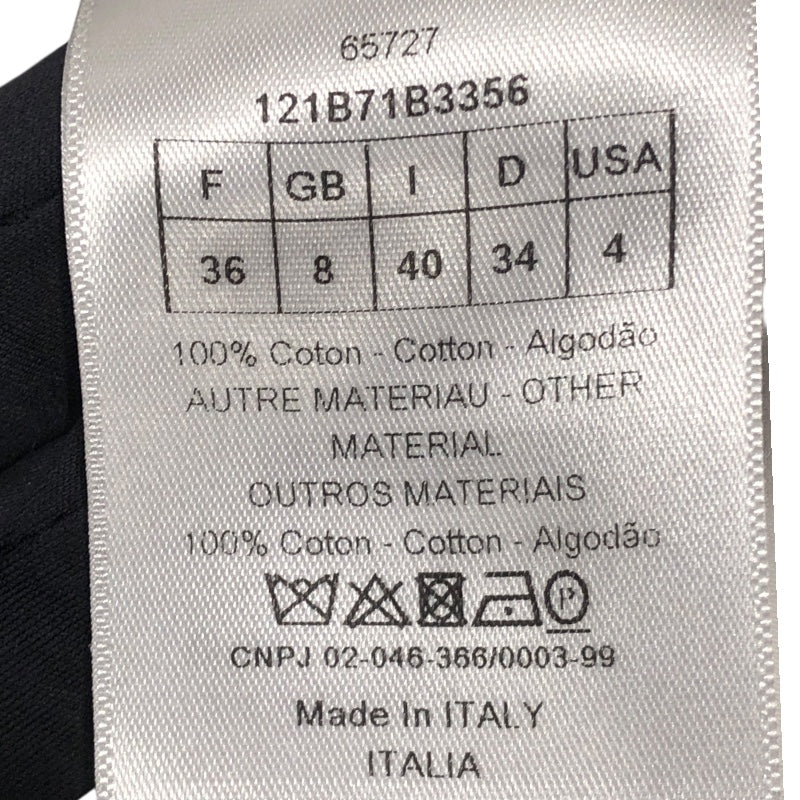 65727
121B71B3356
F GB I D USA
36 8 40 34 4
100% Coton - Cotton - Algodão
AUTRE MATERIAU - OTHER
MATERIAL
OUTROS MATERIAIS
100% Coton - Cotton - Algodão
P
CNPJ 02-046-366/0003-99
Made In ITALY
ITALIA